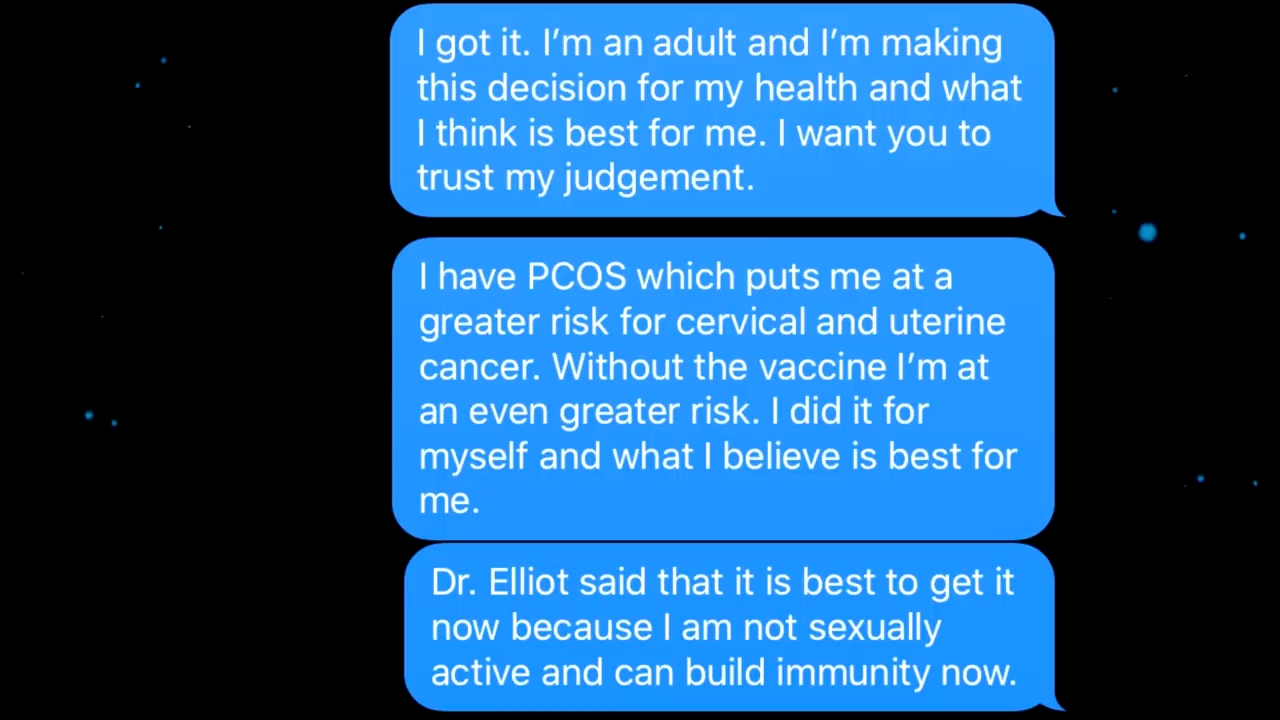 I got it. I’m an adult and I’m making
this decision for my health and what
I think is best for me. I want you to
trust my judgement.
I have PCOS which puts me at a
greater risk for cervical and uterine
cancer. Without the vaccine I’m at
an even greater risk. I did it for
myself and what I believe is best for
me.
Dr. Elliot said that it is best to get it
now because I am not sexually
active and can build immunity now.